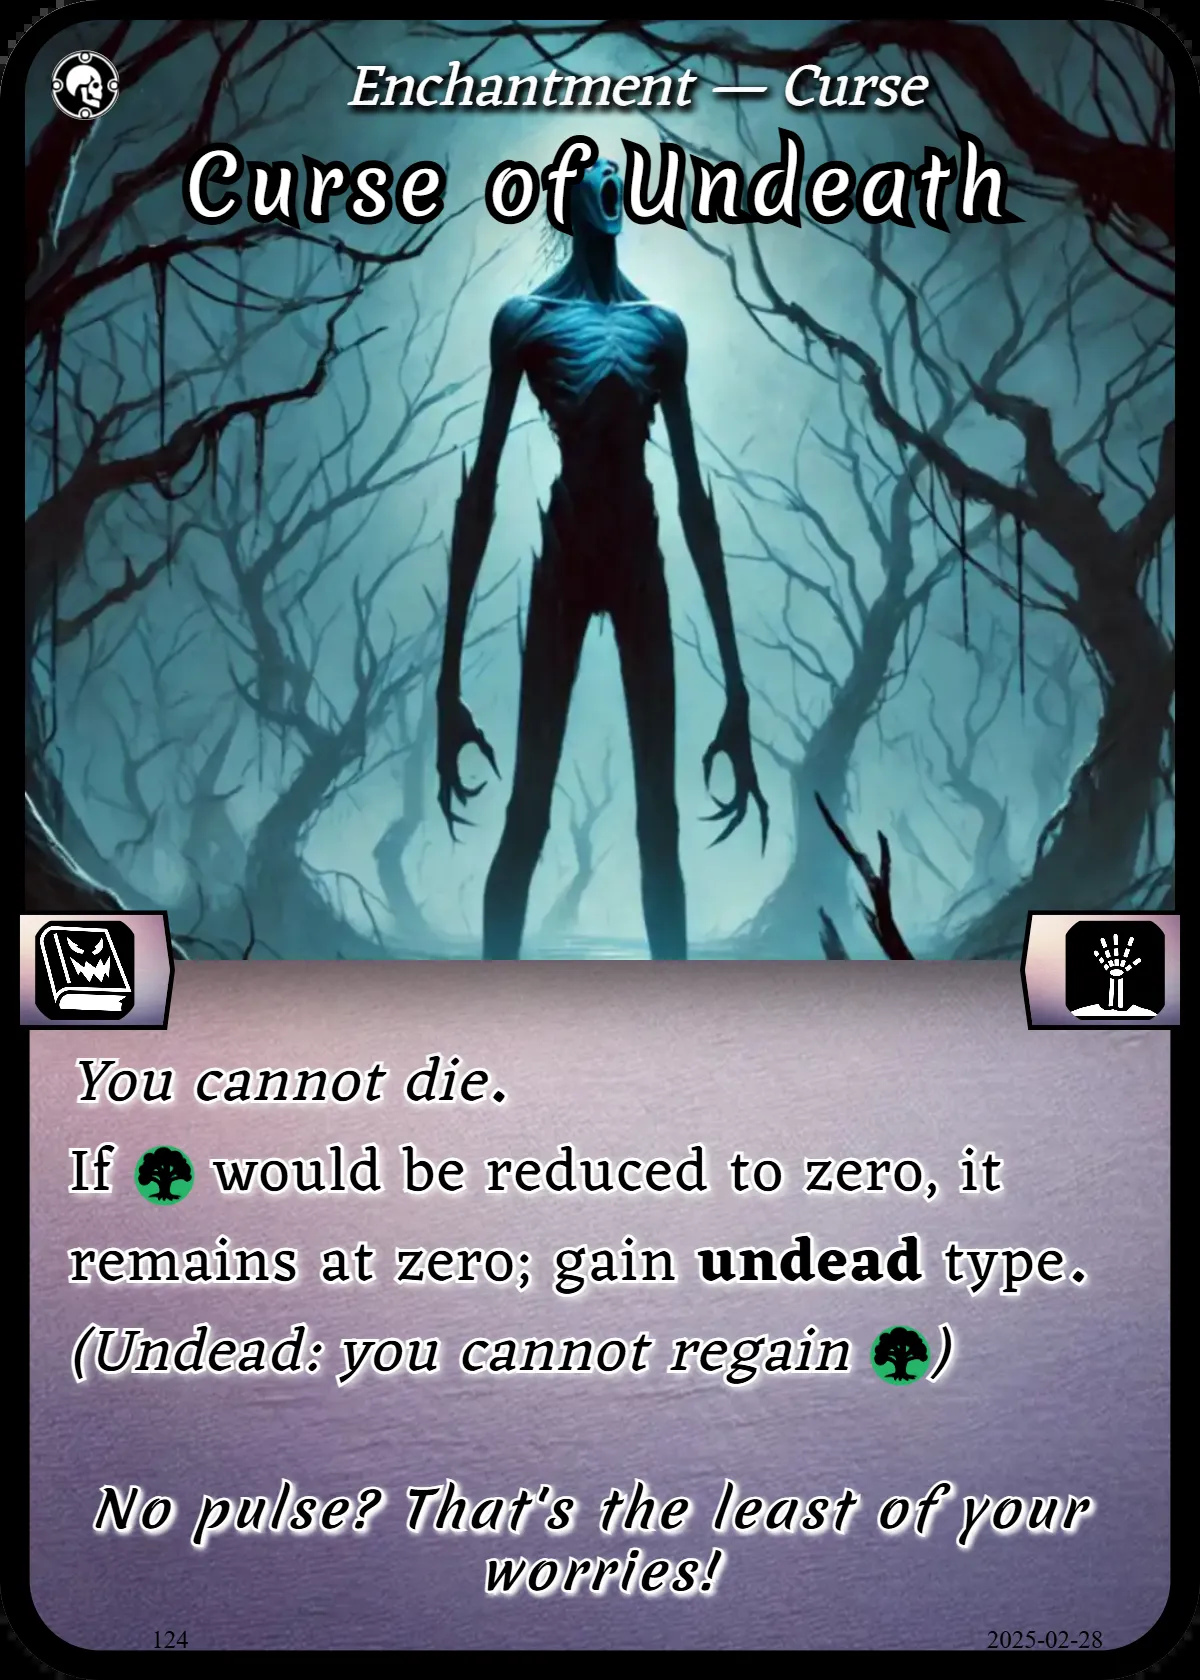 Enchantment — Curse
Curse of Undeath
You cannot die.
If would be reduced to zero, it
remains at zero; gain undead type.
(Undead: you cannot regain )
No pulse? That's the least of your
worries!
124
2025-02-28